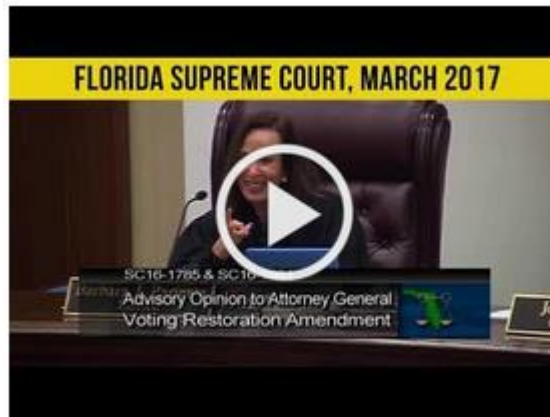 FLORIDA SUPREME COURT, MARCH 2017
SC16-1785 & SC16-
Advisory Opinion to Attorney General
Voting Restoration Amendment